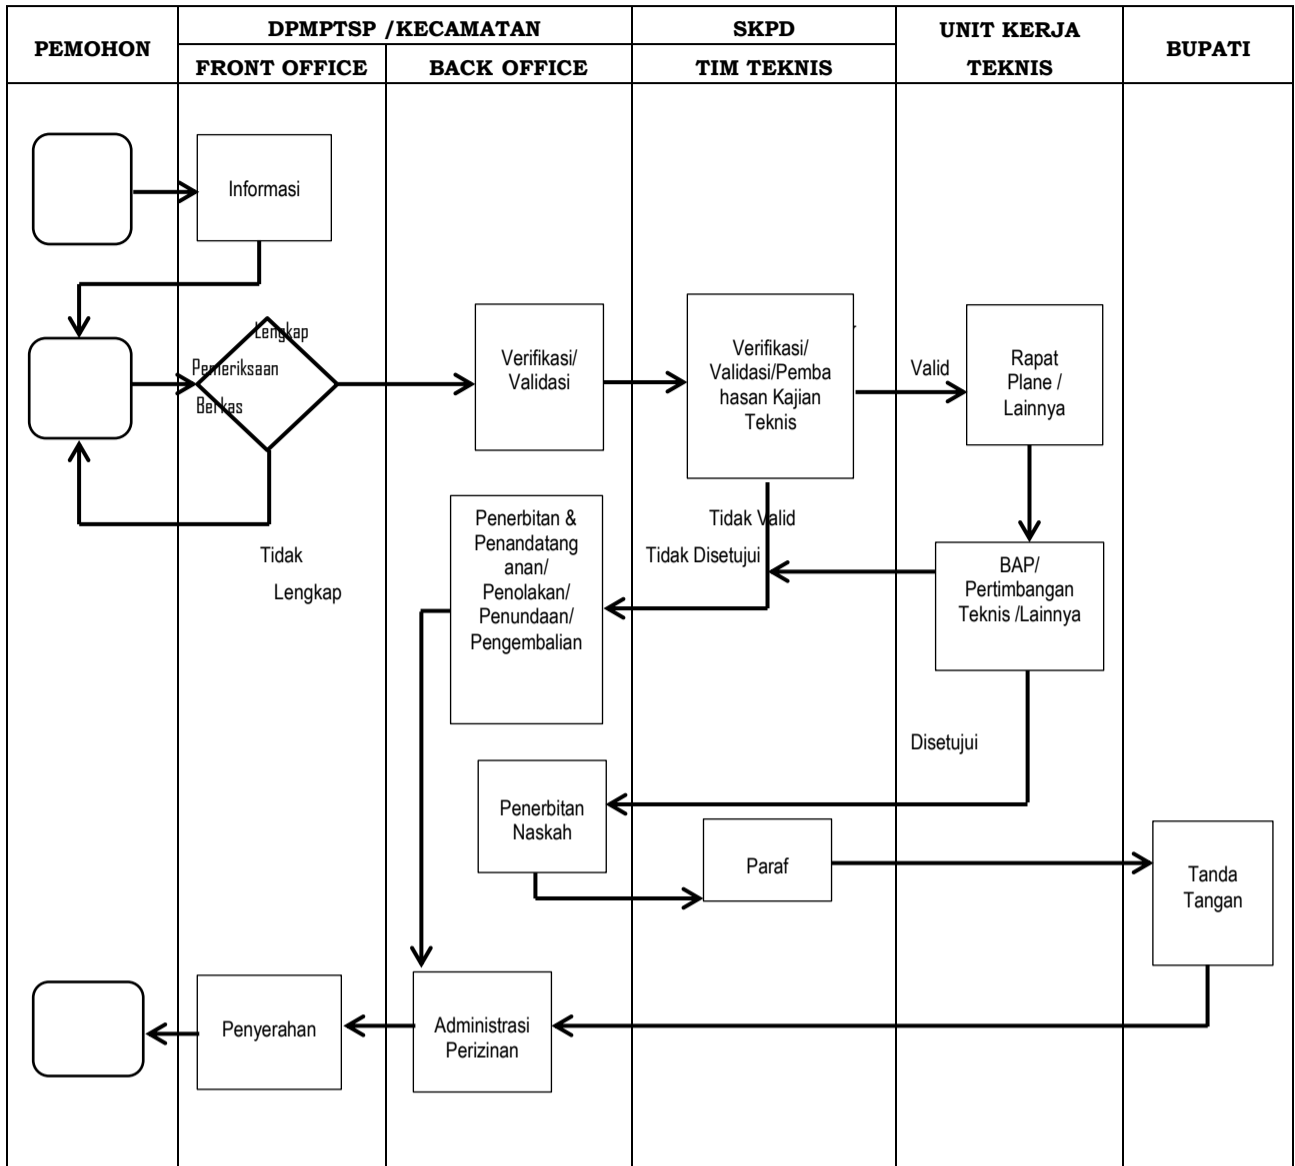 PEMOHON
DPMPTSP /KECAMATAN
SKPD
UNIT KERJA
TEKNIS
BUPATI
FRONT OFFICE
BACK OFFICE
TIM TEKNIS
Informasi
Lengkap
Pemeriksaan
Berkas
Verifikasi/
Validasi
Verifikasi/
Validasi/Pemba
hasan Kajian
Teknis
Valid
Rapat
Plane /
Lainnya
Tidak
Lengkap
Penerbitan &
Penandatang
anan/
Penolakan/
Penundaan/
Pengembalian
Tidak Valid
Tidak Disetujui
BAP/
Pertimbangan
Teknis /Lainnya
Disetujui
Penerbitan
Naskah
Paraf
Tanda
Tangan
Penyerahan
Administrasi
Perizinan